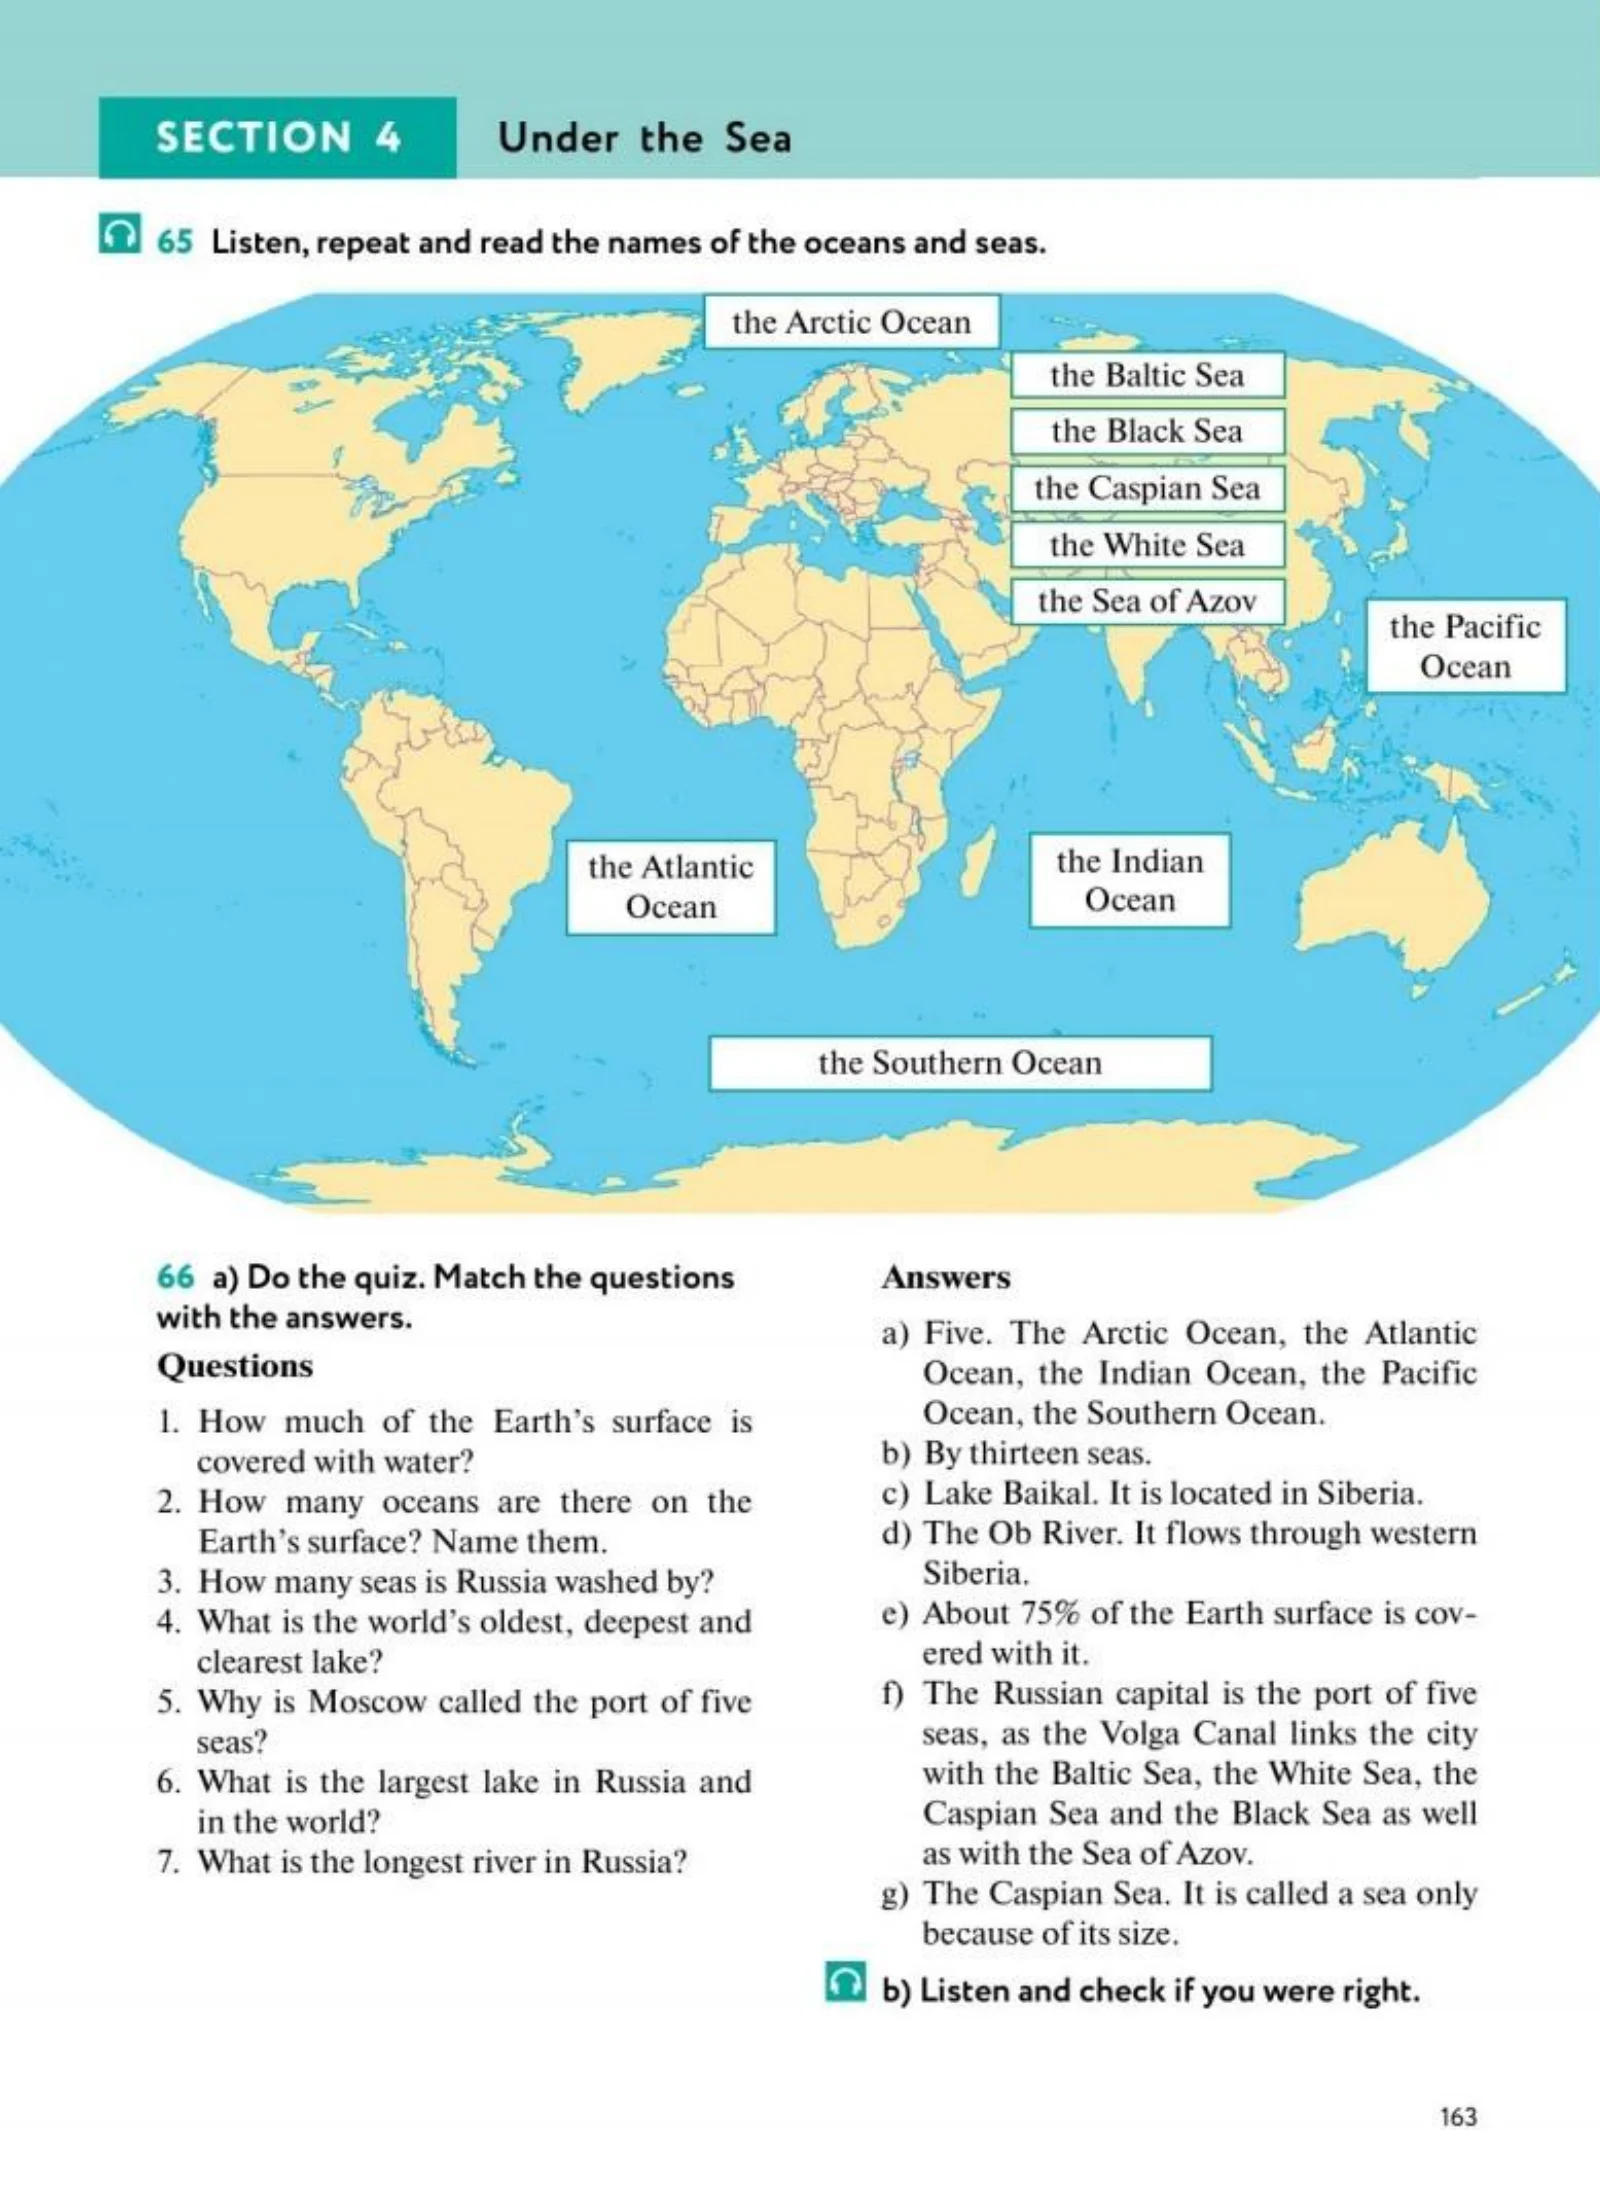 SECTION 4
Under the Sea
65 Listen, repeat and read the names of the oceans and seas.
the Arctic Ocean
the Baltic Sea
the Black Sea
the Caspian Sea
the White Sea
the Sea of Azov
the Pacific
Ocean
the Atlantic
Ocean
the Indian
Ocean
the Southern Ocean
66 a) Do the quiz. Match the questions
with the answers.
Questions
1. How much of the Earth's surface is
covered with water?
2. How many oceans are there on the
Earth's surface? Name them.
3. How many seas is Russia washed by?
4. What is the world's oldest, deepest and
clearest lake?
5. Why is Moscow called the port of five
seas?
6. What is the largest lake in Russia and
in the world?
7. What is the longest river in Russia?
Answers
a) Five. The Arctic Ocean, the Atlantic
Ocean, the Indian Ocean, the Pacific
Ocean, the Southern Ocean.
b) By thirteen seas.
c) Lake Baikal. It is located in Siberia.
d) The Ob River. It flows through western
Siberia.
e) About 75% of the Earth surface is cov-
ered with it.
f) The Russian capital is the port of five
seas, as the Volga Canal links the city
with the Baltic Sea, the White Sea, the
Caspian Sea and the Black Sea as well
as with the Sea of Azov.
g) The Caspian Sea. It is called a sea only
because of its size.
b) Listen and check if you were right.
163